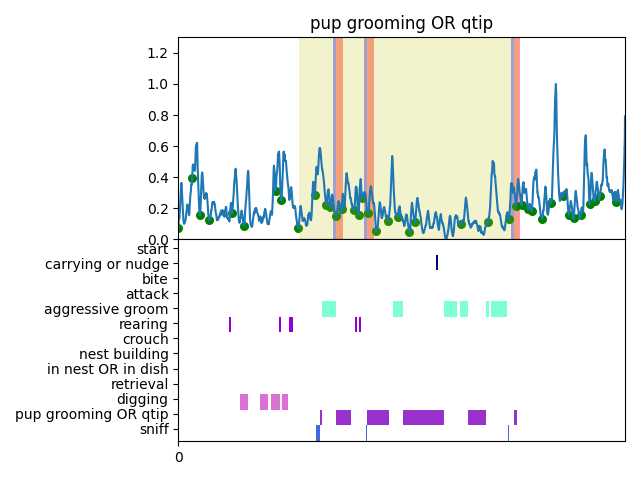 pup grooming OR qtip
1.2
1.0
0.8
0.6
0.4
0.2
0.0
start
carrying or nudge
bite
attack
aggressive groom
rearing
crouch
nest building
in nest OR in dish
retrieval
digging
pup grooming OR qtip
sniff
0